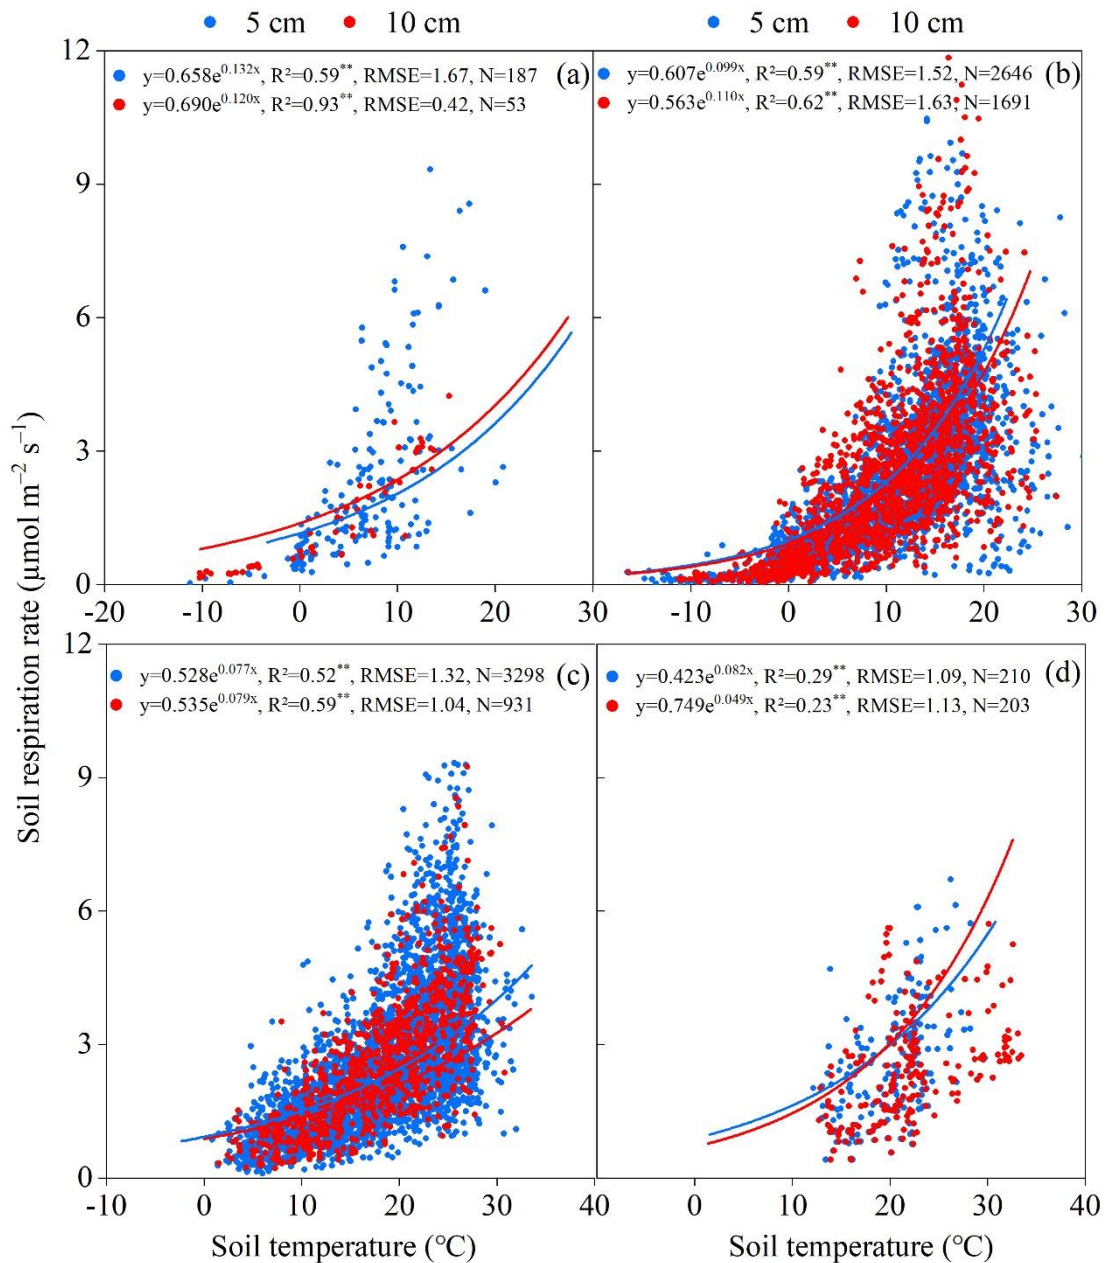 5 cm 10 cm
12
y=0.658e^0.132x, R²=0.59**, RMSE=1.67, N=187 (a)
y=0.690e^0.120x, R²=0.93**, RMSE=0.42, N=53
y=0.607e^0.099x, R²=0.59**, RMSE=1.52, N=2646 (b)
y=0.563e^0.110x, R²=0.62**, RMSE=1.63, N=1691
9
6
3
0
-20 -10 0 10 20 30
-10 0 10 20 30
Soil respiration rate (μmol m⁻² s⁻¹)
12
y=0.528e^0.077x, R²=0.52**, RMSE=1.32, N=3298 (c)
y=0.535e^0.079x, R²=0.59**, RMSE=1.04, N=931
y=0.423e^0.082x, R²=0.29**, RMSE=1.09, N=210 (d)
y=0.749e^0.049x, R²=0.23**, RMSE=1.13, N=203
9
6
3
0
-10 0 10 20 30 40
0 10 20 30 40
Soil temperature (°C) Soil temperature (°C)